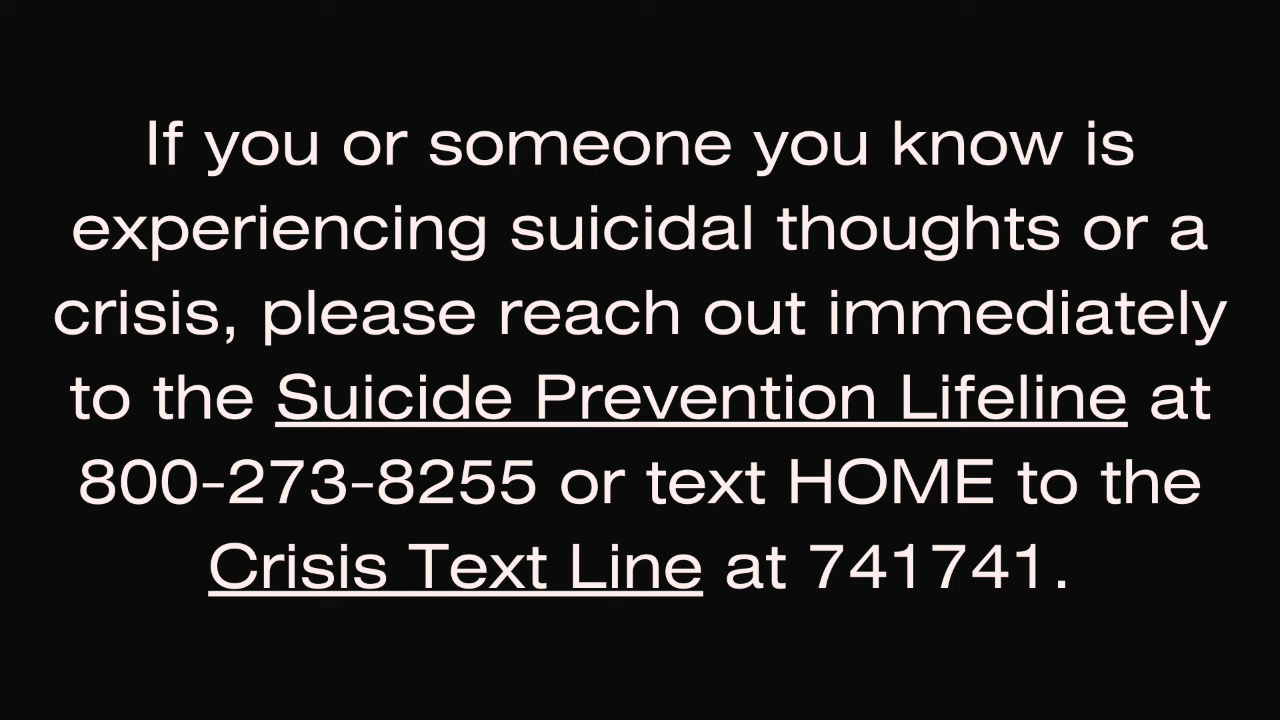 If you or someone you know is
experiencing suicidal thoughts or a
crisis, please reach out immediately
to the Suicide Prevention Lifeline at
800-273-8255 or text HOME to the
Crisis Text Line at 741741.